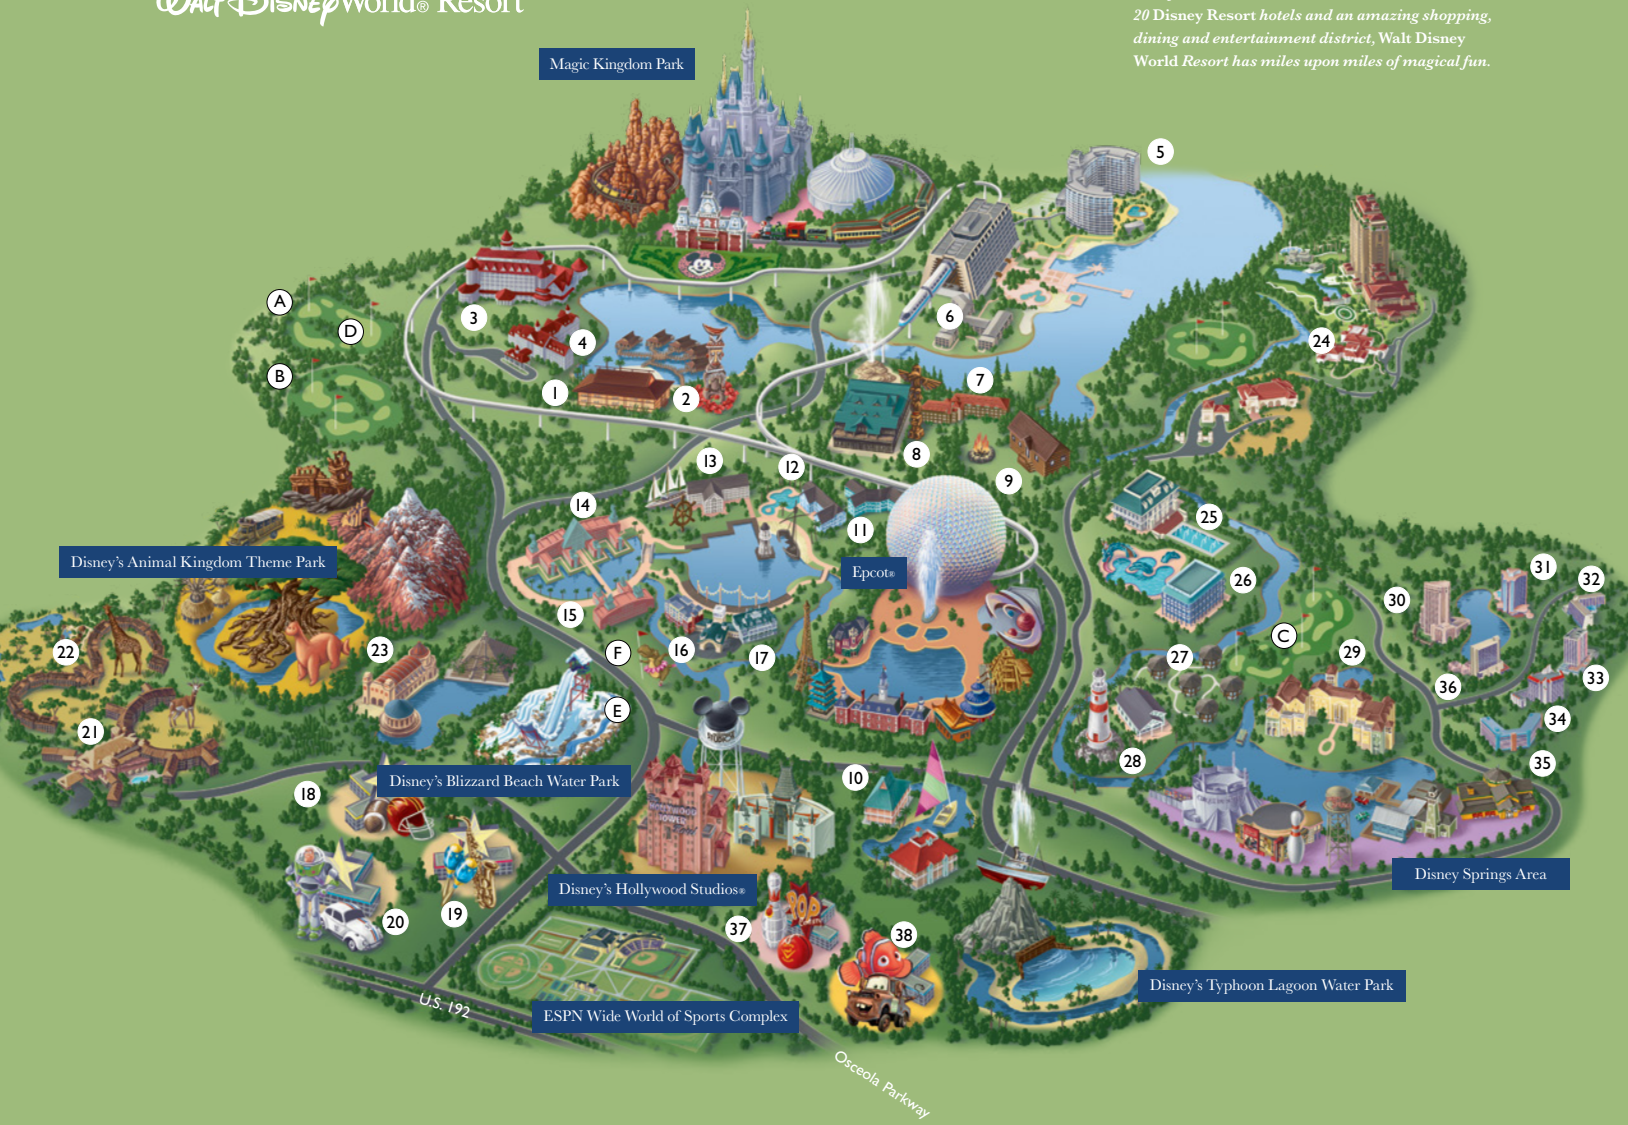 WALT DISNEY World® Resort
20 Disney Resort hotels and an amazing shopping,
dining and entertainment district, Walt Disney
World Resort has miles upon miles of magical fun.
Magic Kingdom Park
5
A
D
3
6
4
24
B
7
1
2
8
13
12
9
14
25
11
Disney's Animal Kingdom Theme Park
Epcot®
31
32
26
30
15
C
22
23
F
16
17
27
29
33
36
E
34
21
28
35
10
Disney's Blizzard Beach Water Park
18
HOLLYWOOD
TOWER
Disney Springs Area
Disney's Hollywood Studios®
19
20
POP
37
38
Disney's Typhoon Lagoon Water Park
U.S. 192
ESPN Wide World of Sports Complex
Osceola Parkway